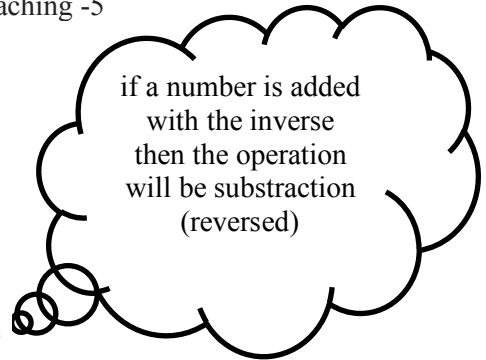 aching -5
if a number is added
with the inverse
then the operation
will be substraction
(reversed)